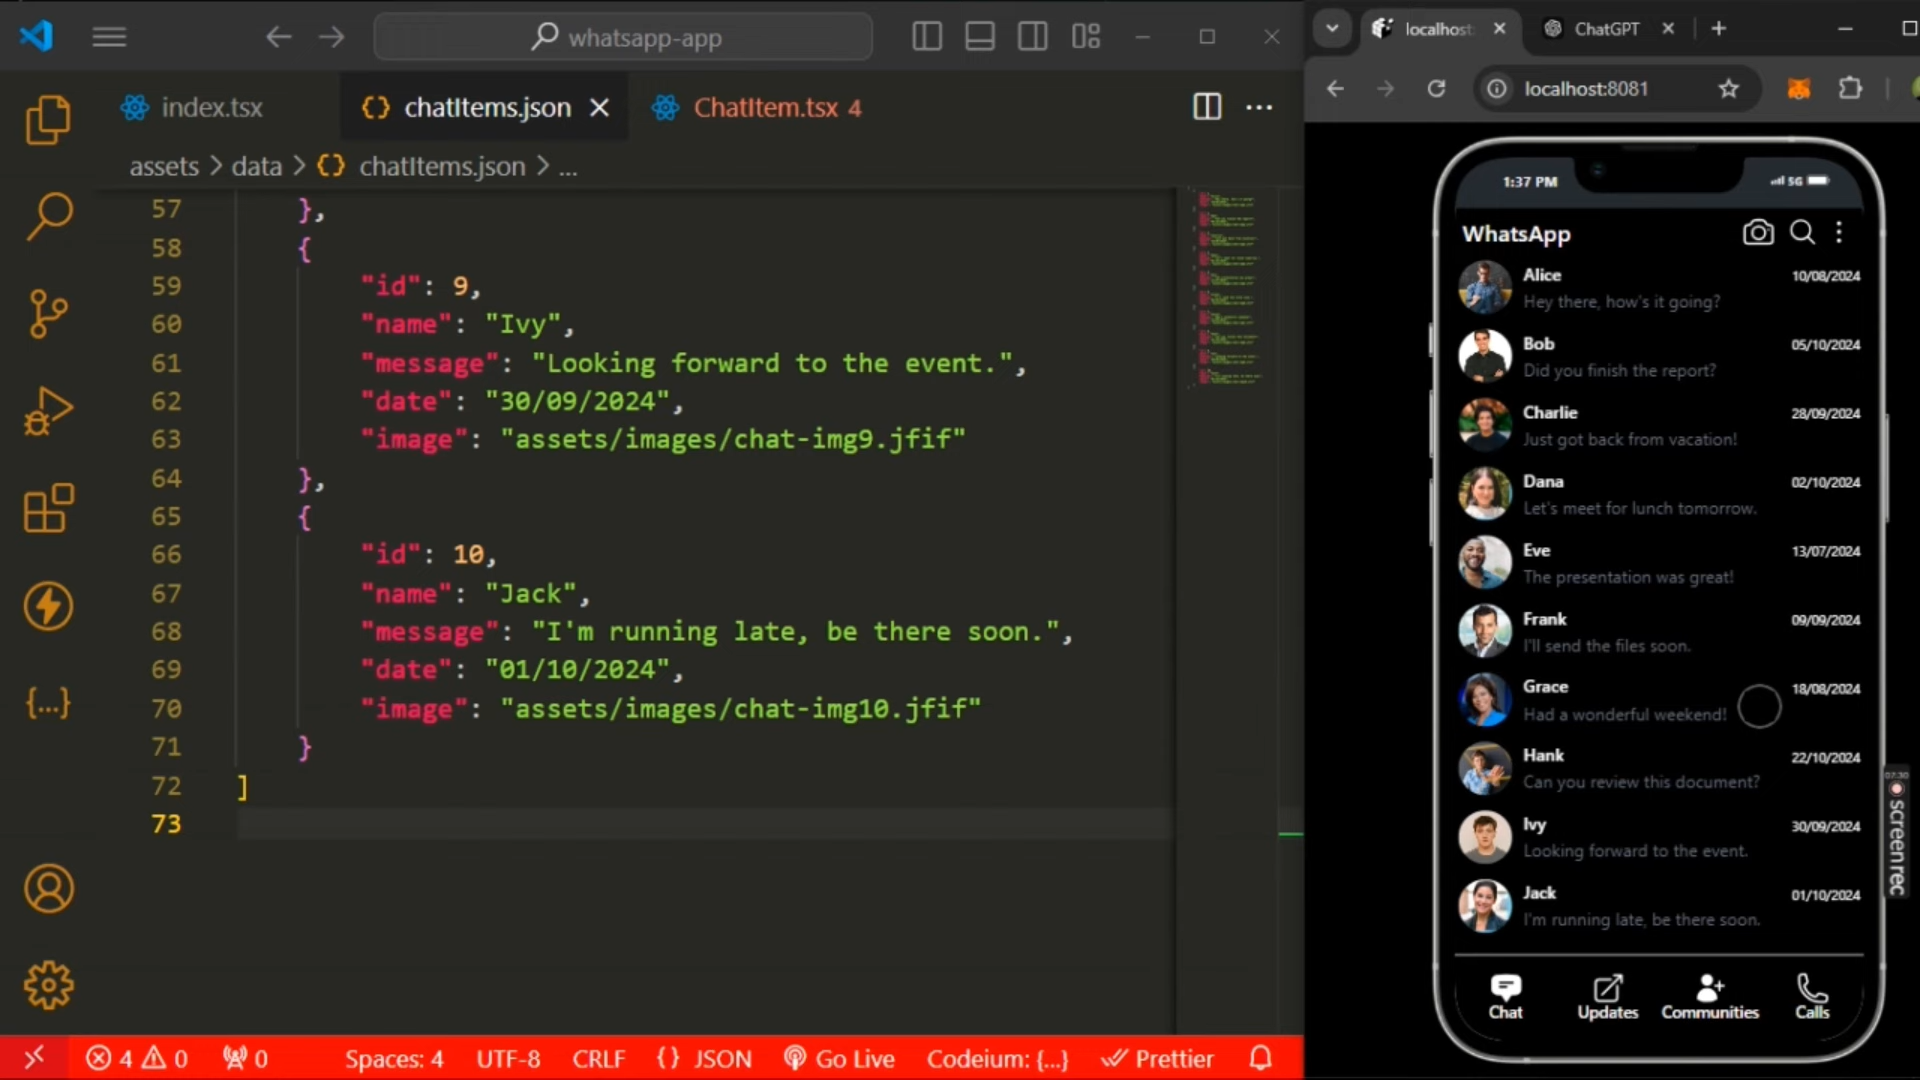 whatsapp-app
index.tsx
chatItems.json
ChatItem.tsx 4
assets > data > {} chatItems.json > ...
57 },
58 {
59 "id": 9,
60 "name": "Ivy",
61 "message": "Looking forward to the event.",
62 "date": "30/09/2024",
63 "image": "assets/images/chat-img9.jfif"
64 },
65 {
66 "id": 10,
67 "name": "Jack",
68 "message": "I'm running late, be there soon.",
69 "date": "01/10/2024",
70 "image": "assets/images/chat-img10.jfif"
71 }
72 ]
73
4 0 0 Spaces: 4 UTF-8 CRLF {} JSON Go Live Codeium: {...} Prettier
localhost:
ChatGPT
localhost:8081
1:37 PM
5G
WhatsApp
Alice 10/08/2024
Hey there, how's it going?
Bob 05/10/2024
Did you finish the report?
Charlie 28/09/2024
Just got back from vacation!
Dana 02/10/2024
Let's meet for lunch tomorrow.
Eve 13/07/2024
The presentation was great!
Frank 09/09/2024
I'll send the files soon.
Grace 18/08/2024
Had a wonderful weekend!
Hank 22/10/2024
Can you review this document?
Ivy 30/09/2024
Looking forward to the event.
Jack 01/10/2024
I'm running late, be there soon.
Chat Updates Communities Calls
07:30
screenrec